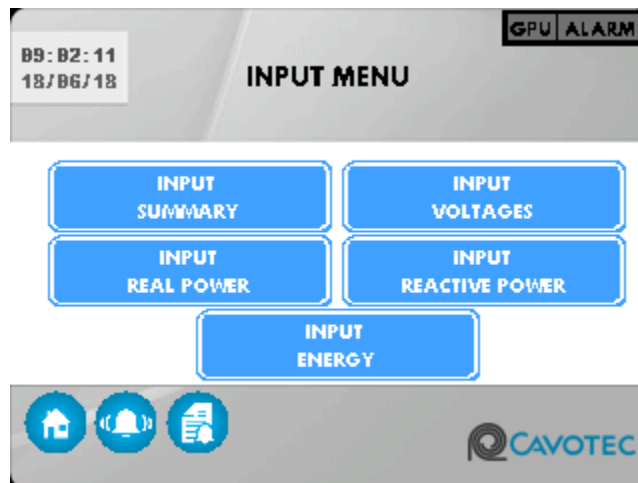 GPU ALARM
09:02:11
18/06/18
INPUT MENU
INPUT
SUMMARY
INPUT
VOLTAGES
INPUT
REAL POWER
INPUT
REACTIVE POWER
INPUT
ENERGY
CAVOTEC